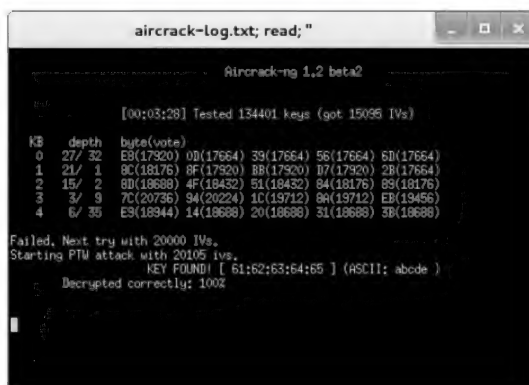 aircrack-log.txt; read; "
Aircrack-ng 1.2 beta2
[00:03:28] Tested 134401 keys (got 15095 IVs)
KB depth byte(vote)
0 27/ 32 E8(17920) 0D(17664) 39(17664) 56(17664) 6D(17664)
1 21/ 1 8C(18176) 8F(17920) BB(17920) D7(17920) 2B(17664)
2 15/ 2 8D(18688) 4F(18432) 51(18432) 84(18176) 89(18176)
3 3/ 9 7C(20736) 94(20224) 1C(19712) 8A(19712) EB(19456)
4 6/ 35 E9(18944) 14(18688) 20(18688) 31(18688) 3B(18688)
Failed. Next try with 20000 IVs.
Starting PTW attack with 20105 ivs.
KEY FOUND! [ 61:62:63:64:65 ] (ASCII: abcde )
Decrypted correctly: 100%